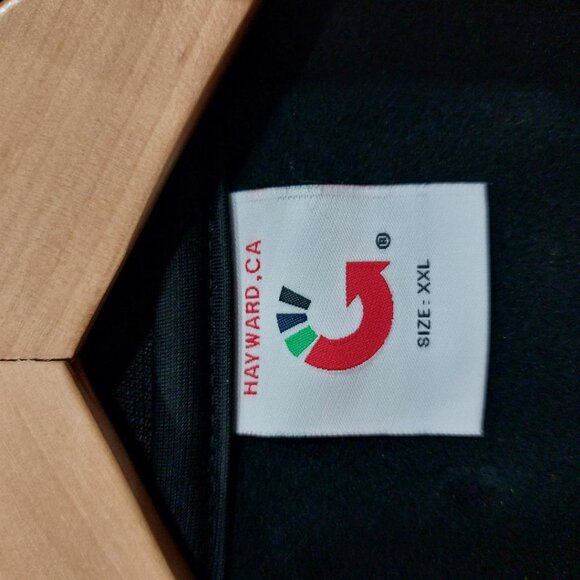 HAYWARD, CA
®
SIZE: XXL